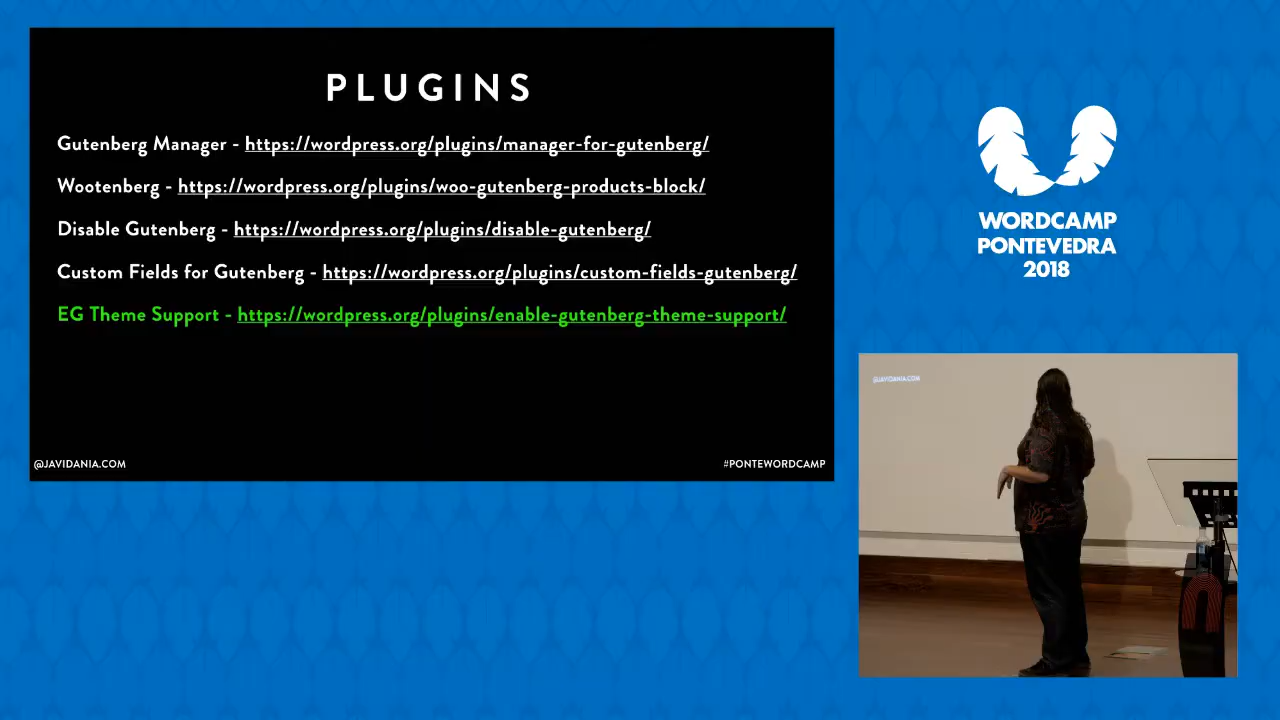 PLUGINS
Gutenberg Manager - https://wordpress.org/plugins/manager-for-gutenberg/
Wootenberg - https://wordpress.org/plugins/woo-gutenberg-products-block/
Disable Gutenberg - https://wordpress.org/plugins/disable-gutenberg/
Custom Fields for Gutenberg - https://wordpress.org/plugins/custom-fields-gutenberg/
EG Theme Support - https://wordpress.org/plugins/enable-gutenberg-theme-support/
@JAVIDANIA.COM
#PONTEWORDCAMP
WORDCAMP
PONTEVEDRA
2018
@JAVIDANIA.COM